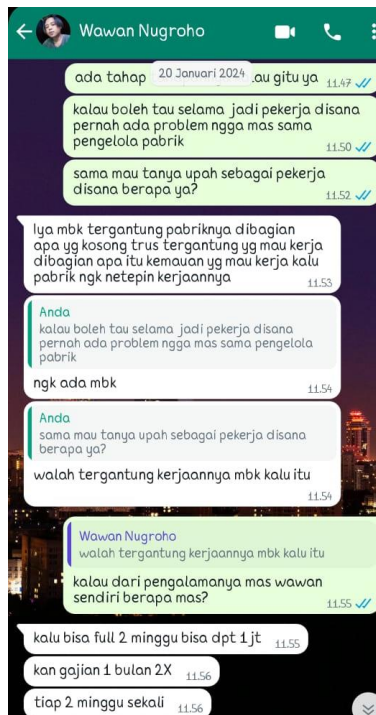 Wawan Nugroho
20 Januari 2024
ada tahap au gitu ya 11.47
kalau boleh tau selama jadi pekerja disana
pernah ada problem ngga mas sama
pengelola pabrik
11.50
sama mau tanya upah sebagai pekerja
disana berapa ya?
11.52
Iya mbk tergantung pabriknya dibagian
apa yg kosong trus tergantung yg mau kerja
dibagian apa itu kemauan yg mau kerja kalu
pabrik ngk netepin kerjaannya
11.53
Anda
kalau boleh tau selama jadi pekerja disana
pernah ada problem ngga mas sama pengelola
pabrik
ngk ada mbk
11.54
Anda
sama mau tanya upah sebagai pekerja disana
berapa ya?
walah tergantung kerjaannya mbk kalu itu
11.54
Wawan Nugroho
walah tergantung kerjaannya mbk kalu itu
kalau dari pengalamanya mas wawan
sendiri berapa mas?
11.55
kalu bisa full 2 minggu bisa dpt 1jt 11.55
kan gajian 1 bulan 2X 11.56
tiap 2 minggu sekali 11.56